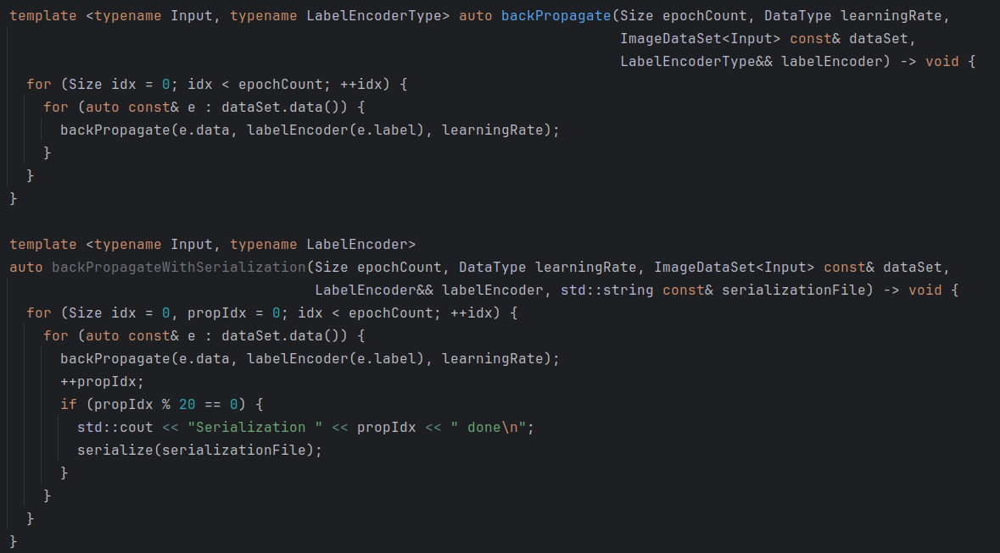 template <typename Input, typename LabelEncoderType> auto backPropagate(Size epochCount, DataType learningRate,
                                                                        ImageDataSet<Input> const& dataSet,
                                                                        LabelEncoderType&& labelEncoder) -> void {
  for (Size idx = 0; idx < epochCount; ++idx) {
    for (auto const& e : dataSet.data()) {
      backPropagate(e.data, labelEncoder(e.label), learningRate);
    }
  }
}

template <typename Input, typename LabelEncoder>
auto backPropagateWithSerialization(Size epochCount, DataType learningRate, ImageDataSet<Input> const& dataSet,
                                    LabelEncoder&& labelEncoder, std::string const& serializationFile) -> void {
  for (Size idx = 0, propIdx = 0; idx < epochCount; ++idx) {
    for (auto const& e : dataSet.data()) {
      backPropagate(e.data, labelEncoder(e.label), learningRate);
      ++propIdx;
      if (propIdx % 20 == 0) {
        std::cout << "Serialization " << propIdx << " done\n";
        serialize(serializationFile);
      }
    }
  }
}